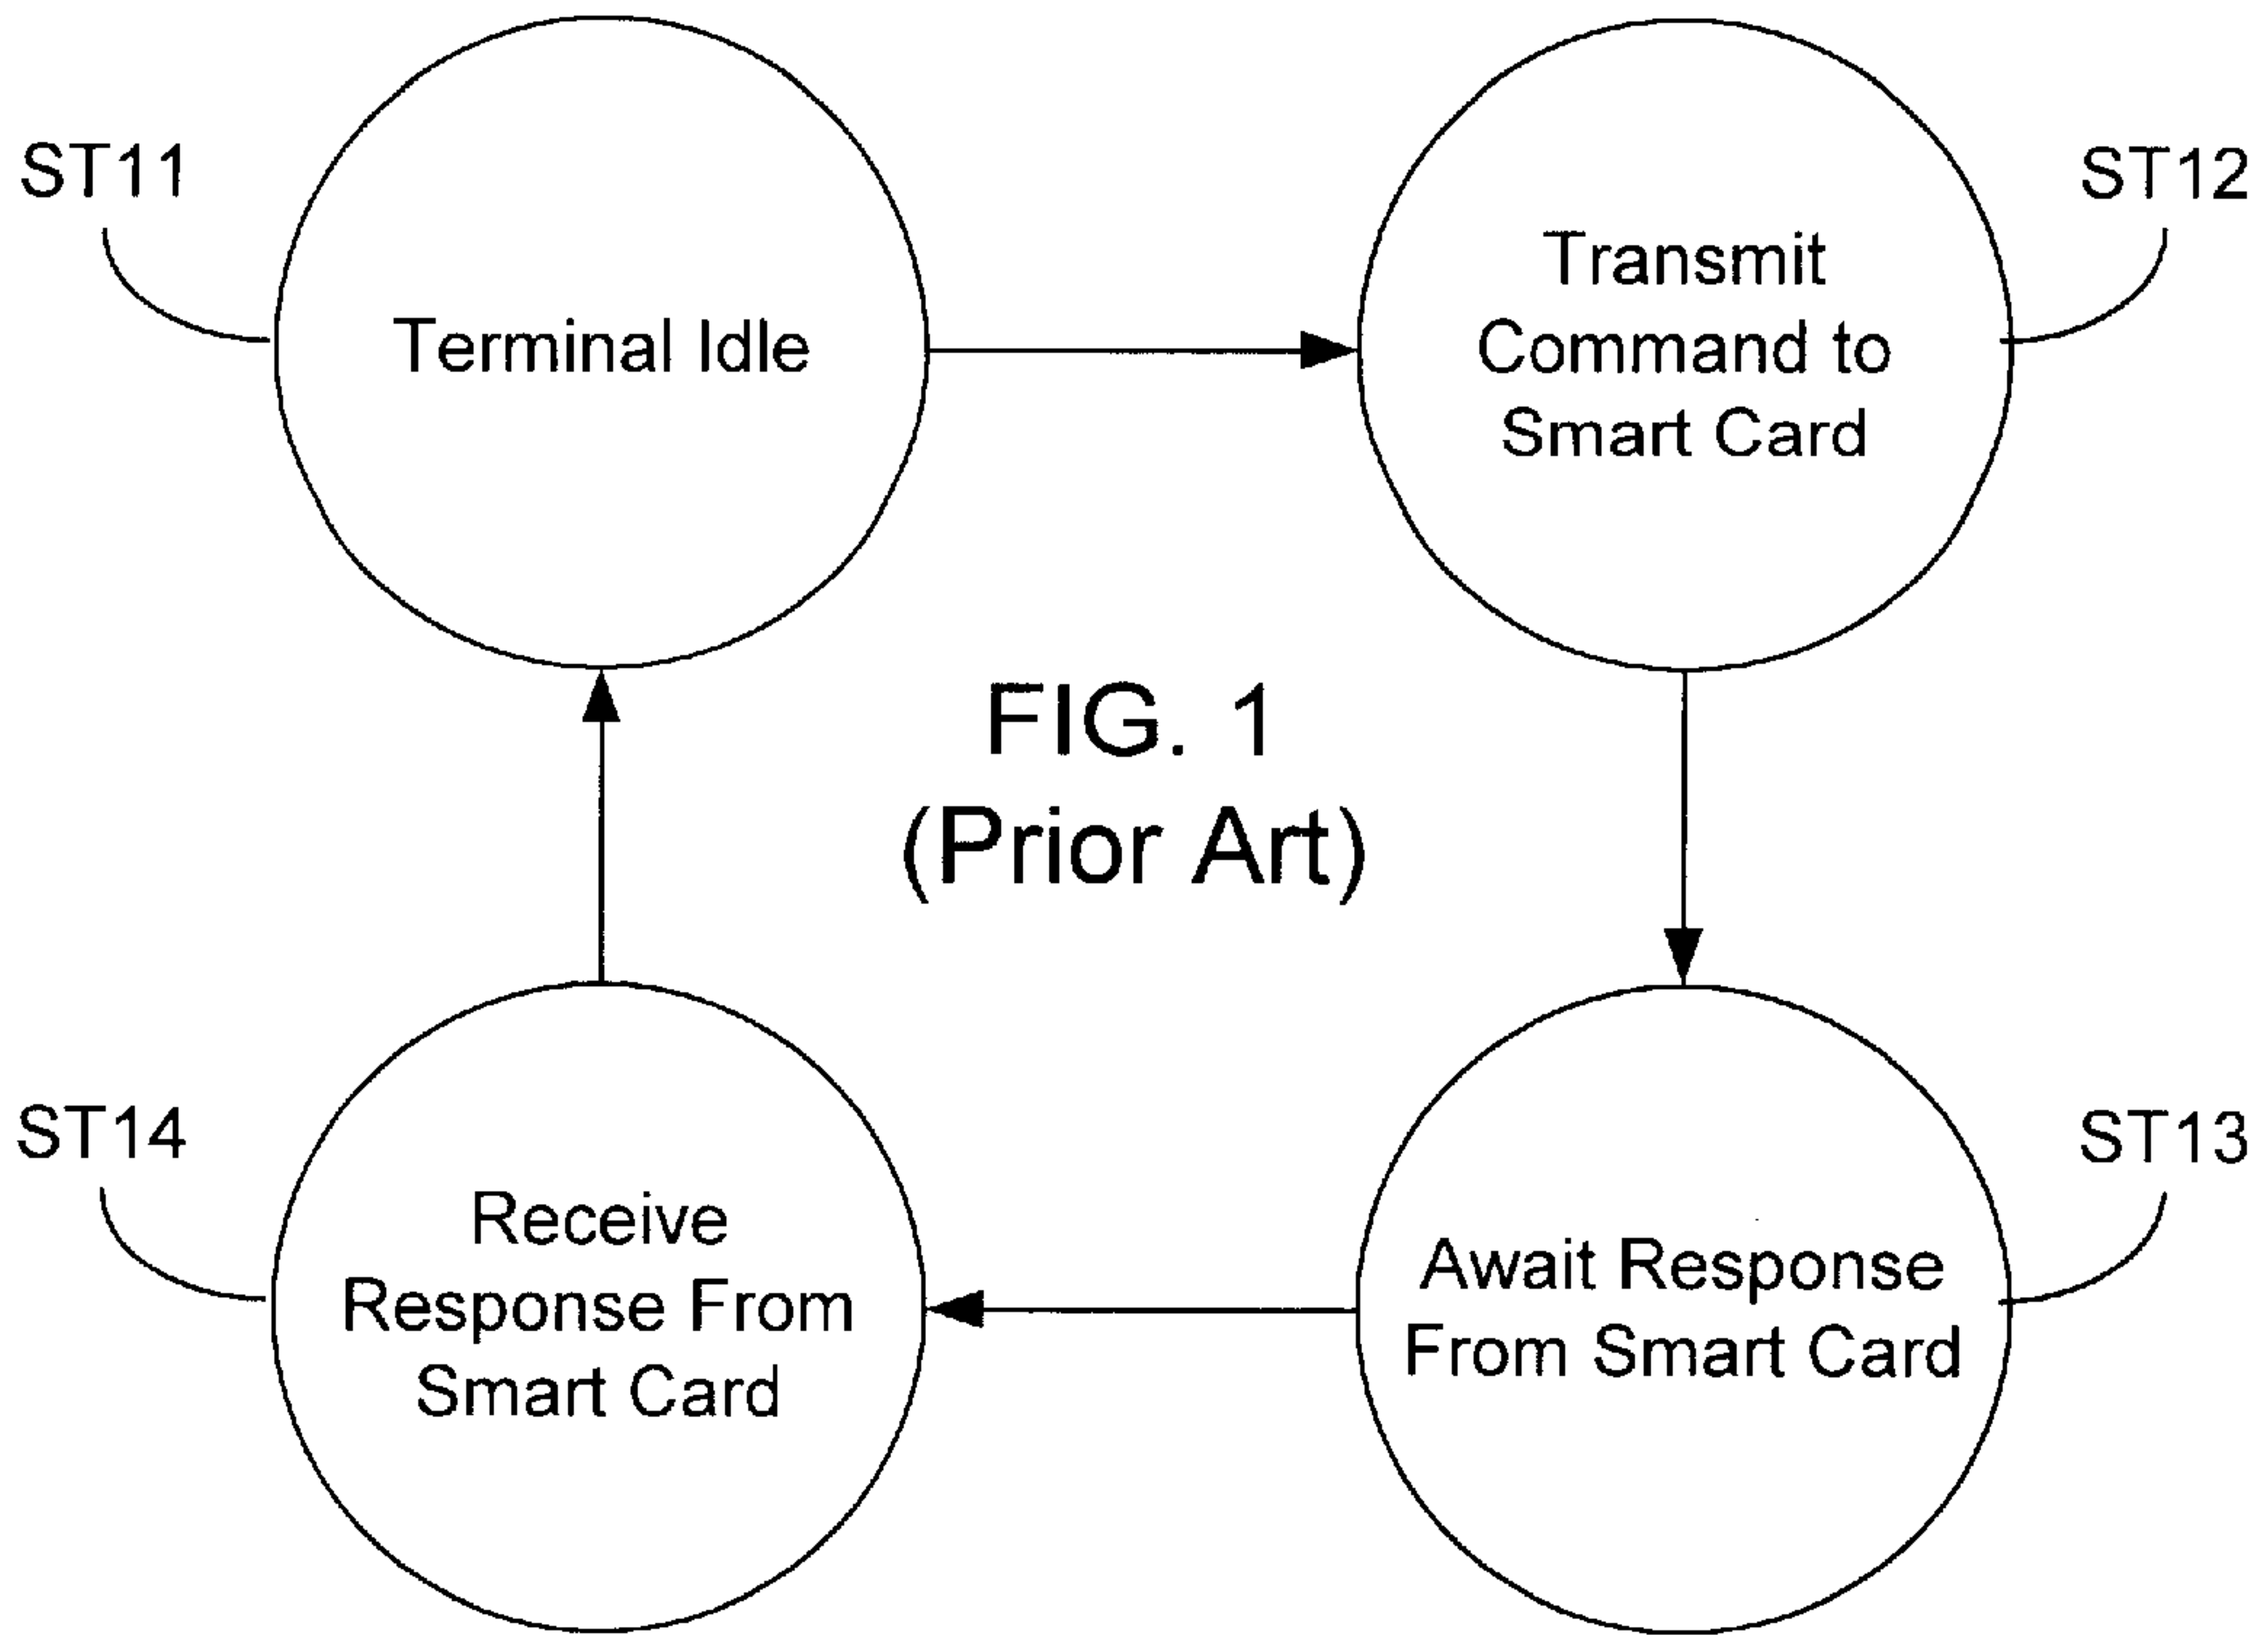 ST11
Terminal Idle
ST12
Transmit
Command to
Smart Card
FIG. 1
(Prior Art)
ST14
Receive
Response From
Smart Card
ST13
Await Response
From Smart Card